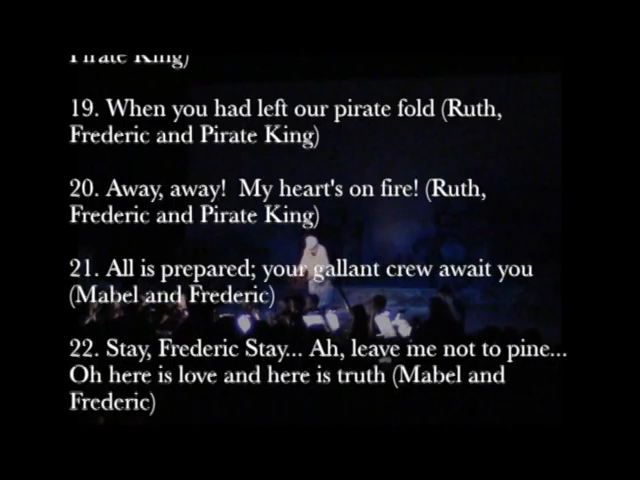 Pirate King)
19. When you had left our pirate fold (Ruth,
Frederic and Pirate King)
20. Away, away!  My heart's on fire! (Ruth,
Frederic and Pirate King)
21. All is prepared; your gallant crew await you
(Mabel and Frederic)
22. Stay, Frederic Stay... Ah, leave me not to pine...
Oh here is love and here is truth (Mabel and
Frederic)